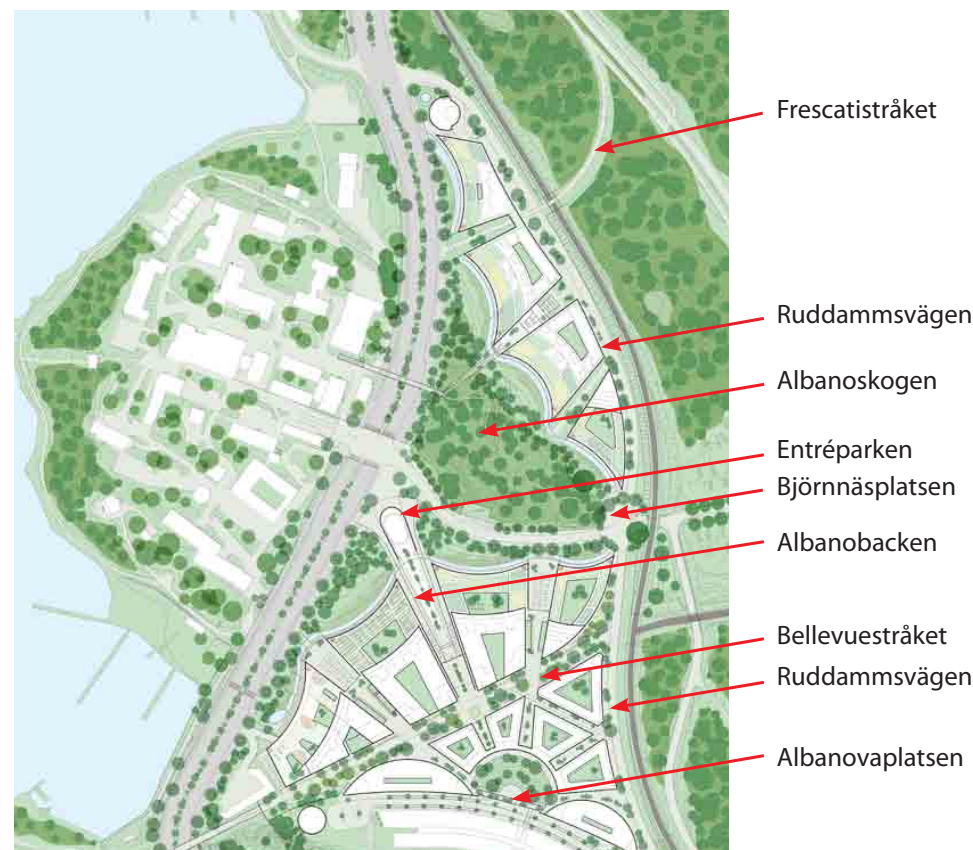 Frescatistråket
Ruddammsvägen
Albanoskogen
Entréparken
Björnnäsplatsen
Albanobacken
Bellevuestråket
Ruddammsvägen
Albanovaplatsen